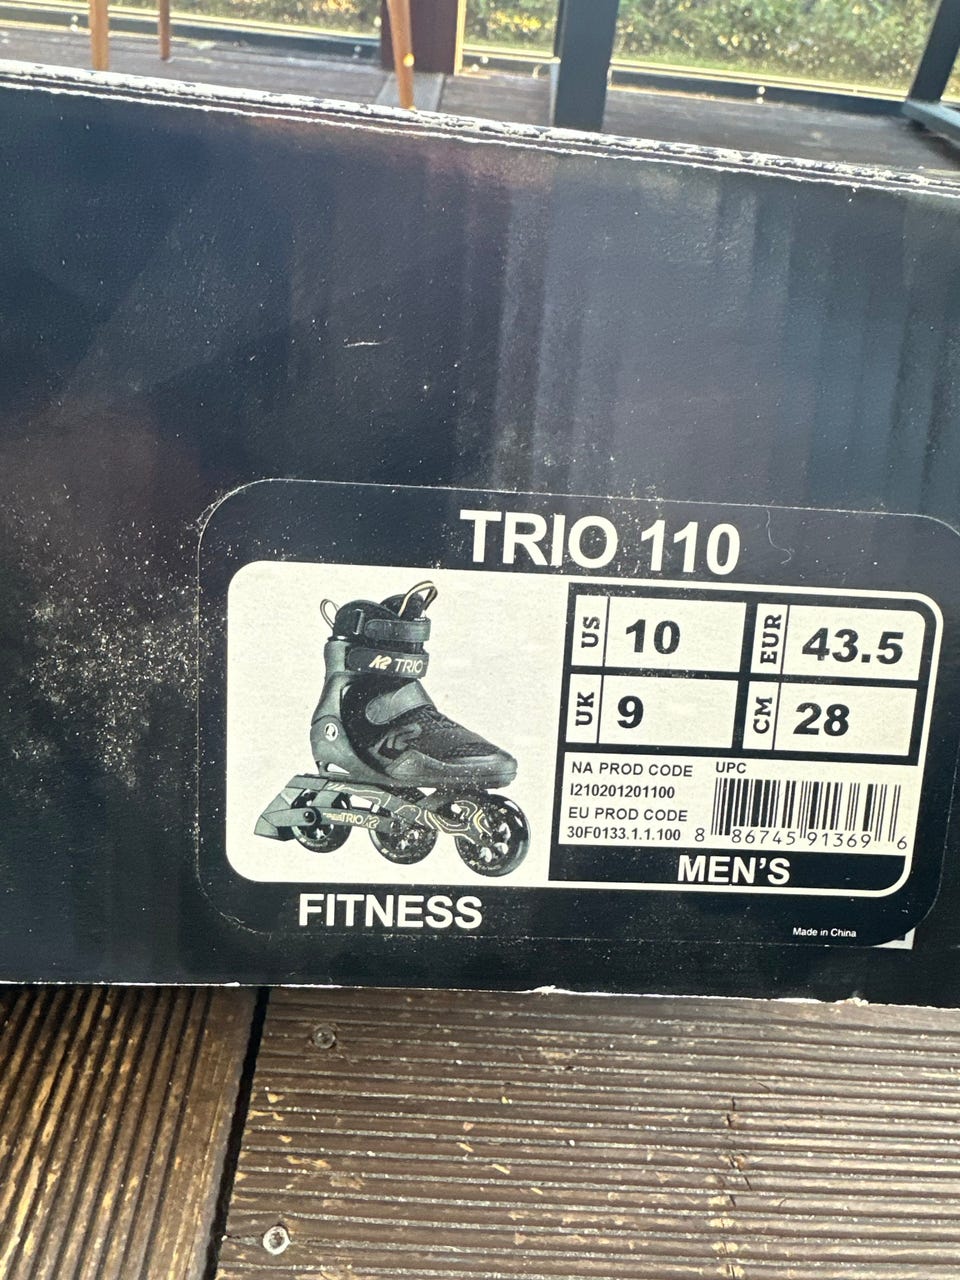 TRIO 110
K2 TRIO
TRIO
US 10
EUR 43.5
UK 9
CM 28
NA PROD CODE
I210201201100
EU PROD CODE
30F0133.1.1.100
UPC
8 86745 91369 6
MEN'S
FITNESS
Made in China